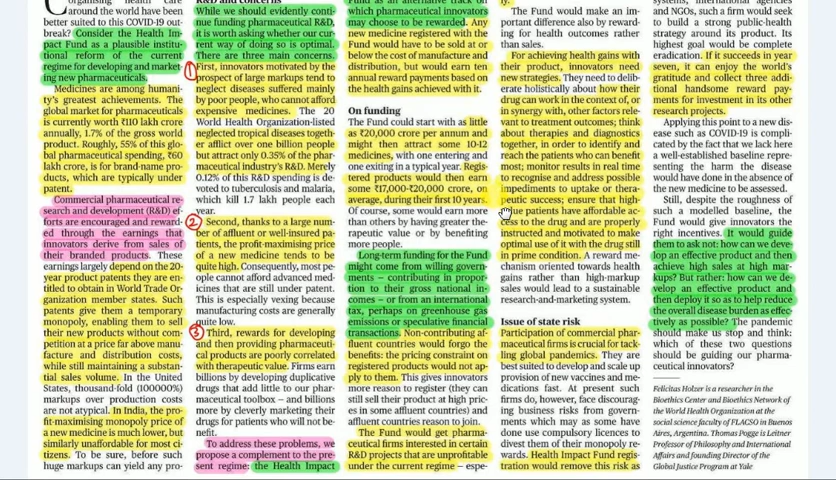 organising health care
and the world have been
better suited to this COVID-19 out-
break? Consider the Health Im-
pact Fund as a plausible institu-
tional reform of the current
regime for developing and market-
ing new pharmaceuticals.
Medicines are among humani-
ty's greatest achievements. The
global market for pharmaceuticals
is currently worth ₹110 lakh crore
annually, 1.7% of the gross world
product. Roughly, 55% of this glo-
bal pharmaceutical spending, ₹60
lakh crore, is for brand-name pro-
ducts, which are typically under
patent.
Commercial pharmaceutical re-
search and development (R&D) ef-
forts are encouraged and reward-
ed through the earnings that
innovators derive from sales of
their branded products. These
earnings largely depend on the 20-
year product patents they are en-
titled to obtain in World Trade Or-
ganization member states. Such
patents give them a temporary
monopoly, enabling them to sell
their new products without com-
petition at a price far above manu-
facture and distribution costs,
while still maintaining a substan-
tial sales volume. In the United
States, thousand-fold (100000%)
markups over production costs
are not atypical. In India, the pro-
fit-maximising monopoly price of
a new medicine is much lower, but
similarly unaffordable for most ci-
tizens. To be sure, before such
huge markups can yield any pro-
R&D and concerns
While we should evidently conti-
nue funding pharmaceutical R&D,
it is worth asking whether our cur-
rent way of doing so is optimal.
There are three main concerns.
1 First, innovators motivated by the
prospect of large markups tend to
neglect diseases suffered mainly
by poor people, who cannot afford
expensive medicines. The 20
World Health Organization-listed
neglected tropical diseases togeth-
er afflict over one billion people
but attract only 0.35% of the phar-
maceutical industry's R&D. Merely
0.12% of this R&D spending is de-
voted to tuberculosis and malaria,
which kill 1.7 lakh people each
year.
2 Second, thanks to a large num-
ber of affluent or well-insured pa-
tients, the profit-maximising price
of a new medicine tends to be
quite high. Consequently, most pe-
ople cannot afford advanced med-
icines that are still under patent.
This is especially vexing because
manufacturing costs are generally
quite low.
3 Third, rewards for developing
and then providing pharmaceuti-
cal products are poorly correlated
with therapeutic value. Firms earn
billions by developing duplicative
drugs that add little to our phar-
maceutical toolbox – and billions
more by cleverly marketing their
drugs for patients who will not be-
nefit.
To address these problems, we
propose a complement to the pre-
sent regime: the Health Impact
Fund as an alternative track on
which pharmaceutical innovators
may choose to be rewarded. Any
new medicine registered with the
Fund would have to be sold at or
below the cost of manufacture and
distribution, but would earn ten
annual reward payments based on
the health gains achieved with it.
On funding
The Fund could start with as little
as ₹20,000 crore per annum and
might then attract some 10-12
medicines, with one entering and
one exiting in a typical year. Regis-
tered products would then earn
some ₹17,000-₹20,000 crore, on
average, during their first 10 years.
Of course, some would earn more
than others by having greater the-
rapeutic value or by benefiting
more people.
Long-term funding for the Fund
might come from willing govern-
ments – contributing in propor-
tion to their gross national in-
comes – or from an international
tax, perhaps on greenhouse gas
emissions or speculative financial
transactions. Non-contributing af-
fluent countries would forgo the
benefits: the pricing constraint on
registered products would not ap-
ply to them. This gives innovators
more reason to register (they can
still sell their product at high pric-
es in some affluent countries) and
affluent countries reason to join.
The Fund would get pharma-
ceutical firms interested in certain
R&D projects that are unprofitable
under the current regime – espe-
ly.
The Fund would make an im-
portant difference also by reward-
ing for health outcomes rather
than sales.
For achieving health gains with
their product, innovators need
new strategies. They need to delib-
erate holistically about how their
drug can work in the context of, or
in synergy with, other factors rele-
vant to treatment outcomes; think
about therapies and diagnostics
together, in order to identify and
reach the patients who can benefit
most; monitor results in real time
to recognise and address possible
impediments to uptake or thera-
peutic success; ensure that high-
value patients have affordable ac-
cess to the drug and are properly
instructed and motivated to make
optimal use of it with the drug still
in prime condition. A reward me-
chanism oriented towards health
gains rather than high-markup
sales would lead to a sustainable
research-and-marketing system.
Issue of state risk
Participation of commercial phar-
maceutical firms is crucial for tack-
ling global pandemics. They are
best suited to develop and scale up
provision of new vaccines and me-
dications fast. At present such
firms do, however, face discourag-
ing business risks from govern-
ments which may as some have
done use compulsory licences to
divest them of their monopoly re-
wards. Health Impact Fund regis-
tration would remove this risk as
systems, international agencies
and NGOs, such a firm will seek
to build a strong public-health
strategy around its product. Its
highest goal would be complete
eradication. If it succeeds in year
seven, it can enjoy the world's
gratitude and collect three addi-
tional handsome reward pay-
ments for investment in its other
research projects.
Applying this point to a new dis-
ease such as COVID-19 is compli-
cated by the fact that we lack here
a well-established baseline repre-
senting the harm the disease
would have done in the absence of
the new medicine to be assessed.
Still, despite the roughness of
such a modelled baseline, the
Fund would give innovators the
right incentives. It would guide
them to ask not: how can we deve-
lop an effective product and then
achieve high sales at high mar-
kups? But rather: how can we de-
velop an effective product and
then deploy it so as to help reduce
the overall disease burden as effec-
tively as possible? The pandemic
should make us stop and think:
which of these two questions
should be guiding our pharma-
ceutical innovators?
Felicitas Holzer is a researcher in the
Bioethics Center and Bioethics Network of
the World Health Organization at the
social science faculty of FLACSO in Buenos
Aires, Argentina. Thomas Pogge is Leitner
Professor of Philosophy and International
Affairs and founding Director of the
Global Justice Program at Yale